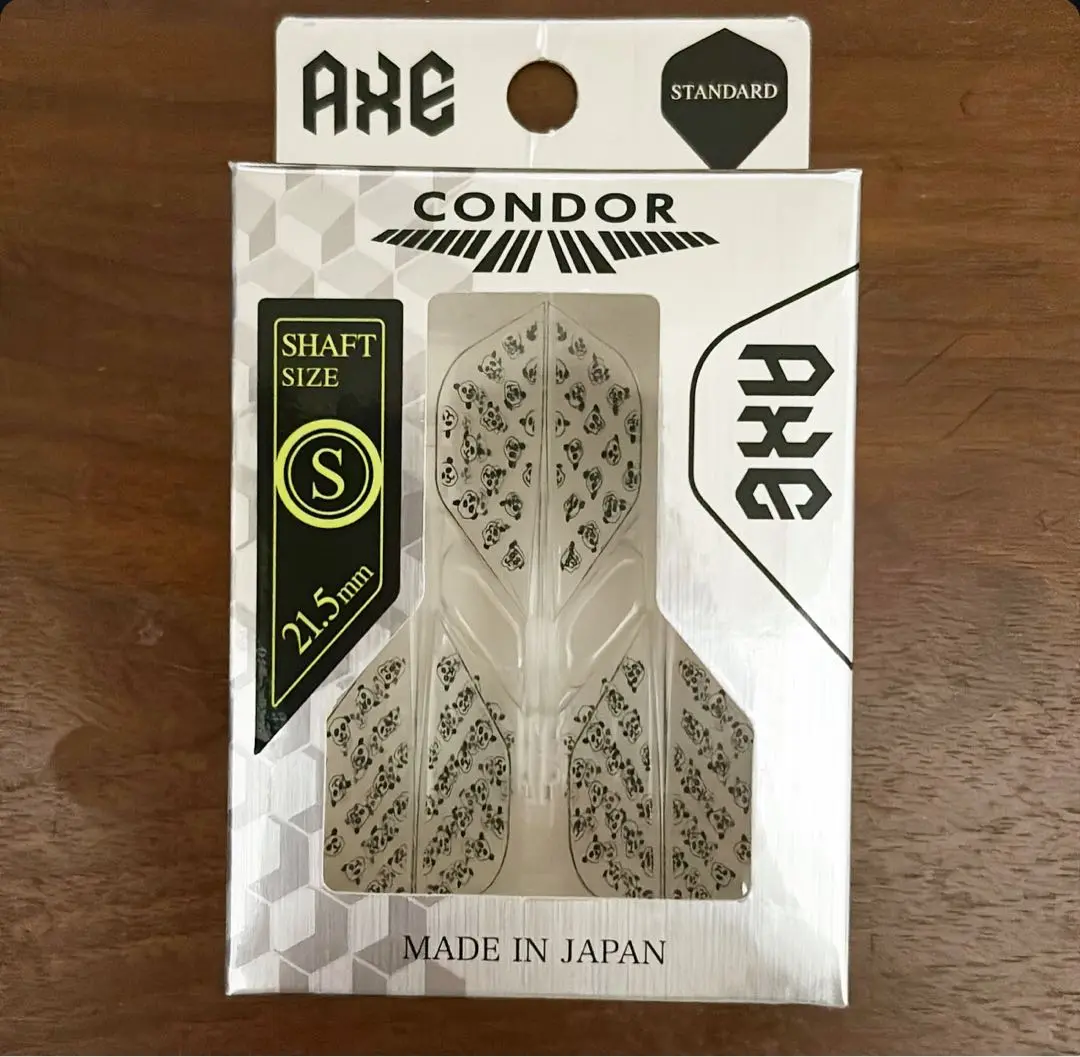 AXE
STANDARD
CONDOR
SHAFT
SIZE
S
21.5mm
AXE
MADE IN JAPAN